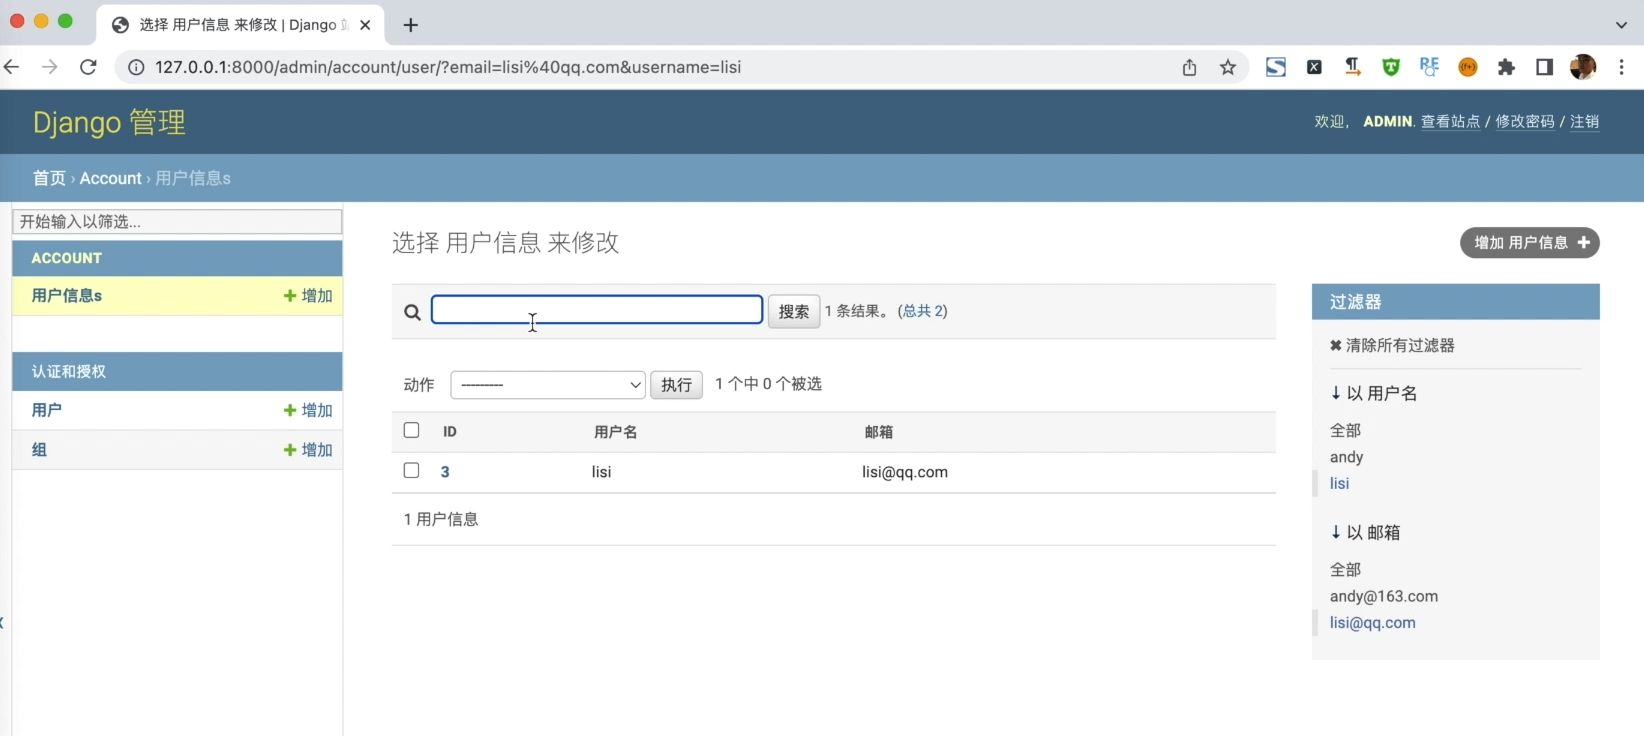 选择 用户信息 来修改 | Django
127.0.0.1:8000/admin/account/user/?email=lisi%40qq.com&username=lisi
Django 管理
欢迎， ADMIN. 查看站点 / 修改密码 / 注销
首页 › Account › 用户信息s
开始输入以筛选...
ACCOUNT
用户信息s
增加
认证和授权
用户
增加
组
增加
选择 用户信息 来修改
增加 用户信息
搜索
1 条结果。 (总共 2)
动作
---------
执行
1 个中 0 个被选
ID 用户名 邮箱
3 lisi lisi@qq.com
1 用户信息
过滤器
✖ 清除所有过滤器
↓ 以 用户名
全部
andy
lisi
↓ 以 邮箱
全部
andy@163.com
lisi@qq.com